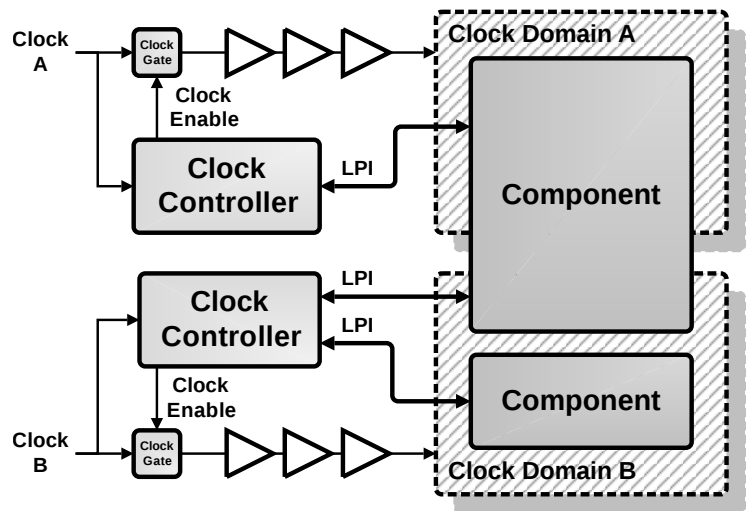 Clock
A
Clock
Gate
Clock Domain A
Clock
Enable
Clock
Controller
LPI
Component
Clock
Controller
LPI
LPI
Clock
Enable
Component
Clock
B
Clock
Gate
Clock Domain B